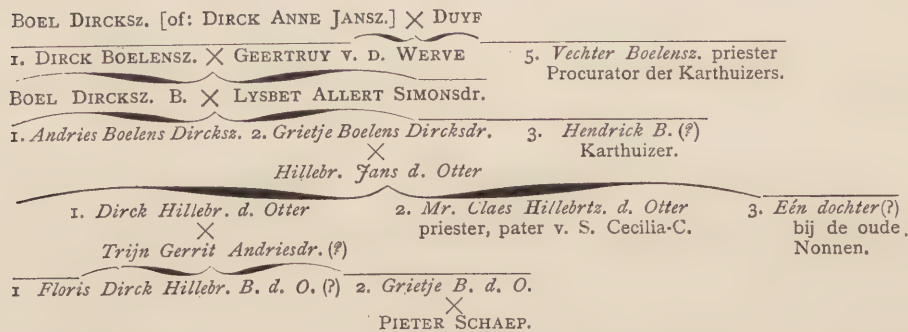 BOEL DIRCKSZ. [of: DIRCK ANNE JANSZ.] × DUYF
1. DIRCK BOELENSZ. × GEERTRUY V. D. WERVE 5. Vechter Boelensz. priester
Procurator der Karthuizers.
BOEL DIRCKSZ. B. × LYSBET ALLERT SIMONSdr.
1. Andries Boelens Dircksz. 2. Grietje Boelens Dircksdr. 3. Hendrick B. (?)
× Karthuizer.
Hillebr. Jans d. Otter
1. Dirck Hillebr. d. Otter 2. Mr. Claes Hillebrtz. d. Otter 3. Eén dochter (?)
× priester, pater v. S. Cecilia-C. bij de oude
Trijn Gerrit Andriesdr. (?) Nonnen.
1 Floris Dirck Hillebr. B. d. O. (?) 2. Grietje B. d. O.
×
PIETER SCHAEP.